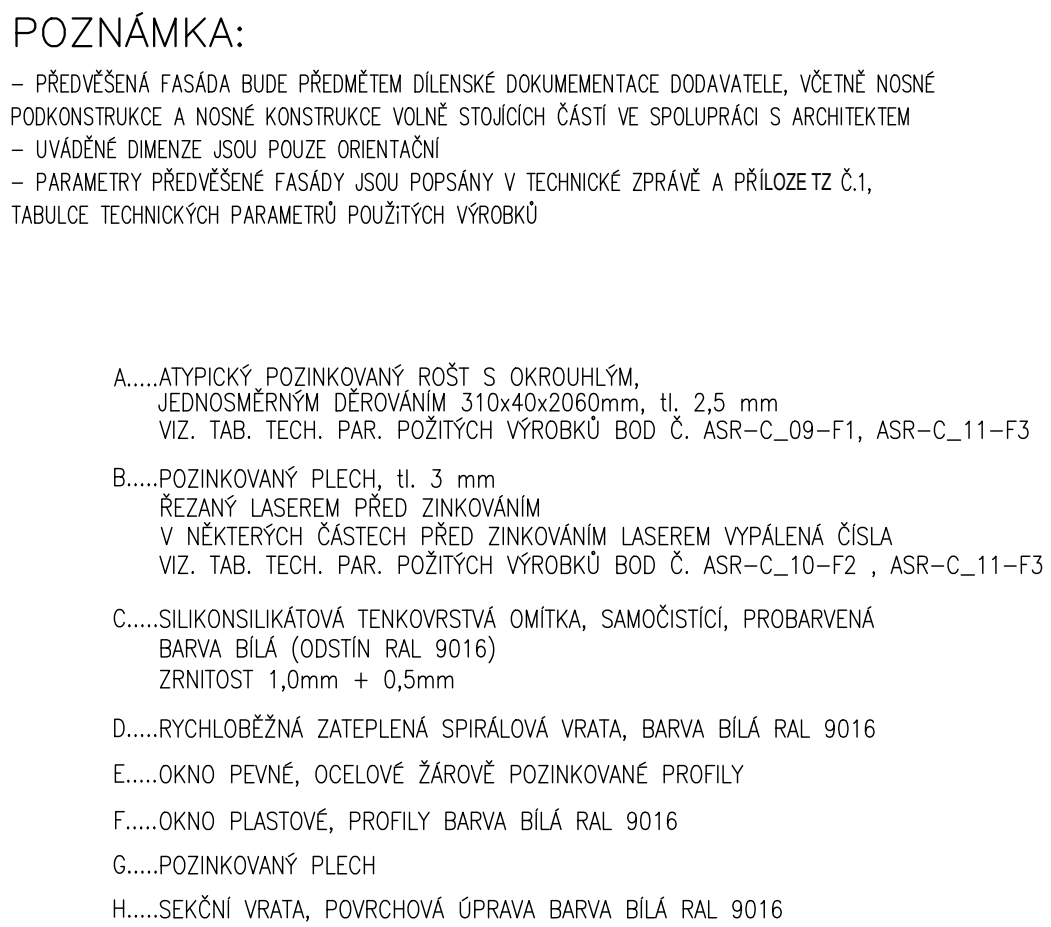 POZNÁMKA:
– PŘEDVĚŠENÁ FASÁDA BUDE PŘEDMĚTEM DÍLENSKÉ DOKUMEMENTACE DODAVATELE, VČETNĚ NOSNÉ
PODKONSTRUKCE A NOSNÉ KONSTRUKCE VOLNĚ STOJÍCÍCH ČÁSTÍ VE SPOLUPRÁCI S ARCHITEKTEM
– UVÁDĚNÉ DIMENZE JSOU POUZE ORIENTAČNÍ
– PARAMETRY PŘEDVĚŠENÉ FASÁDY JSOU POPSÁNY V TECHNICKÉ ZPRÁVĚ A PŘÍLOZE TZ Č.1,
TABULCE TECHNICKÝCH PARAMETRŮ POUŽiTÝCH VÝROBKŮ
A.....ATYPICKÝ POZINKOVANÝ ROŠT S OKROUHLÝM,
JEDNOSMĚRNÝM DĚROVÁNÍM 310x40x2060mm, tl. 2,5 mm
VIZ. TAB. TECH. PAR. POŽITÝCH VÝROBKŮ BOD Č. ASR–C_09–F1, ASR–C_11–F3
B.....POZINKOVANÝ PLECH, tl. 3 mm
ŘEZANÝ LASEREM PŘED ZINKOVÁNÍM
V NĚKTERÝCH ČÁSTECH PŘED ZINKOVÁNÍM LASEREM VYPÁLENÁ ČÍSLA
VIZ. TAB. TECH. PAR. POŽITÝCH VÝROBKŮ BOD Č. ASR–C_10–F2 , ASR–C_11–F3
C.....SILIKONSILIKÁTOVÁ TENKOVRSTVÁ OMÍTKA, SAMOČISTÍCÍ, PROBARVENÁ
BARVA BÍLÁ (ODSTÍN RAL 9016)
ZRNITOST 1,0mm + 0,5mm
D.....RYCHLOBĚŽNÁ ZATEPLENÁ SPIRÁLOVÁ VRATA, BARVA BÍLÁ RAL 9016
E.....OKNO PEVNÉ, OCELOVÉ ŽÁROVĚ POZINKOVANÉ PROFILY
F.....OKNO PLASTOVÉ, PROFILY BARVA BÍLÁ RAL 9016
G.....POZINKOVANÝ PLECH
H.....SEKČNÍ VRATA, POVRCHOVÁ ÚPRAVA BARVA BÍLÁ RAL 9016